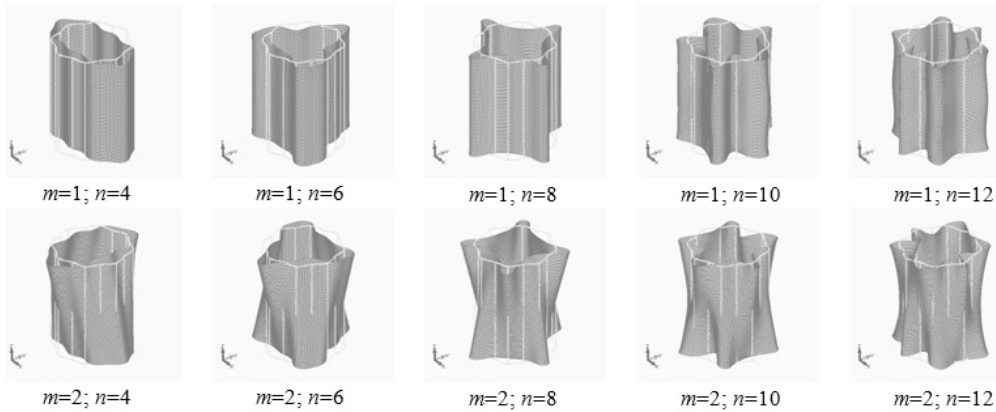 m=1; n=4
m=1; n=6
m=1; n=8
m=1; n=10
m=1; n=12
m=2; n=4
m=2; n=6
m=2; n=8
m=2; n=10
m=2; n=12